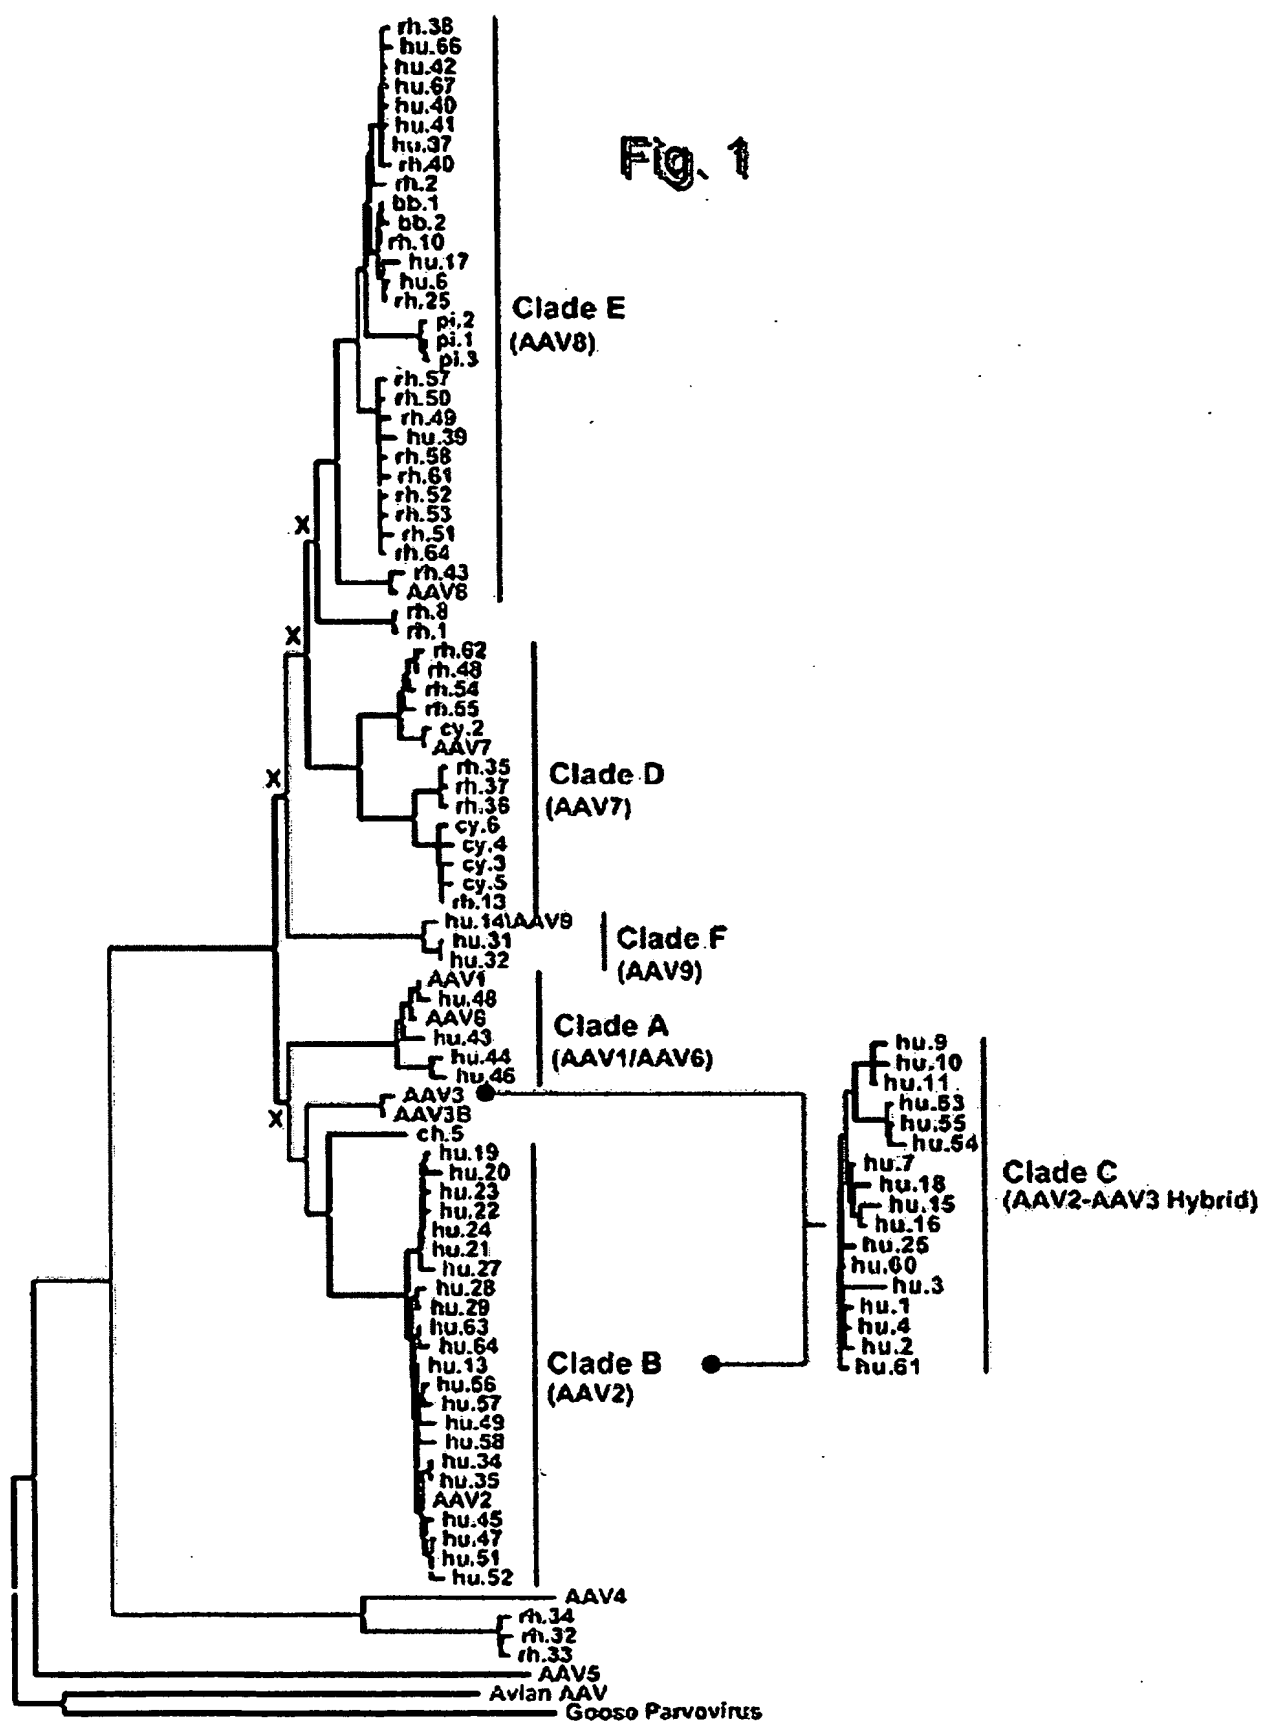 rh.38
hu.66
hu.42
hu.67
hu.40
hu.41
hu.37
rh.40
rh.2
bb.1
bb.2
rh.10
hu.17
hu.6
rh.25
pi.2
pi.1
pi.3
rh.57
rh.50
rh.49
hu.39
rh.58
rh.61
rh.52
rh.53
rh.51
rh.64
rh.43
AAV8
rh.8
rh.1
Fig. 1
Clade E
(AAV8)
X
X
X
X
rh.62
rh.48
rh.54
rh.55
cy.2
AAV7
rh.35
rh.37
rh.36
cy.6
cy.4
cy.3
cy.5
rh.13
Clade D
(AAV7)
hu.14\AAV9
hu.31
hu.32
Clade F
(AAV9)
AAV1
hu.48
AAV6
hu.43
hu.44
hu.46
Clade A
(AAV1/AAV6)
AAV3
AAV3B
ch.5
hu.19
hu.20
hu.23
hu.22
hu.24
hu.21
hu.27
hu.28
hu.29
hu.63
hu.64
hu.13
hu.56
hu.57
hu.49
hu.58
hu.34
hu.35
AAV2
hu.45
hu.47
hu.51
hu.52
Clade B
(AAV2)
hu.9
hu.10
hu.11
hu.53
hu.55
hu.54
hu.7
hu.18
hu.15
hu.16
hu.25
hu.60
hu.3
hu.1
hu.4
hu.2
hu.61
Clade C
(AAV2-AAV3 Hybrid)
AAV4
rh.34
rh.32
rh.33
AAV5
Avian AAV
Goose Parvovirus